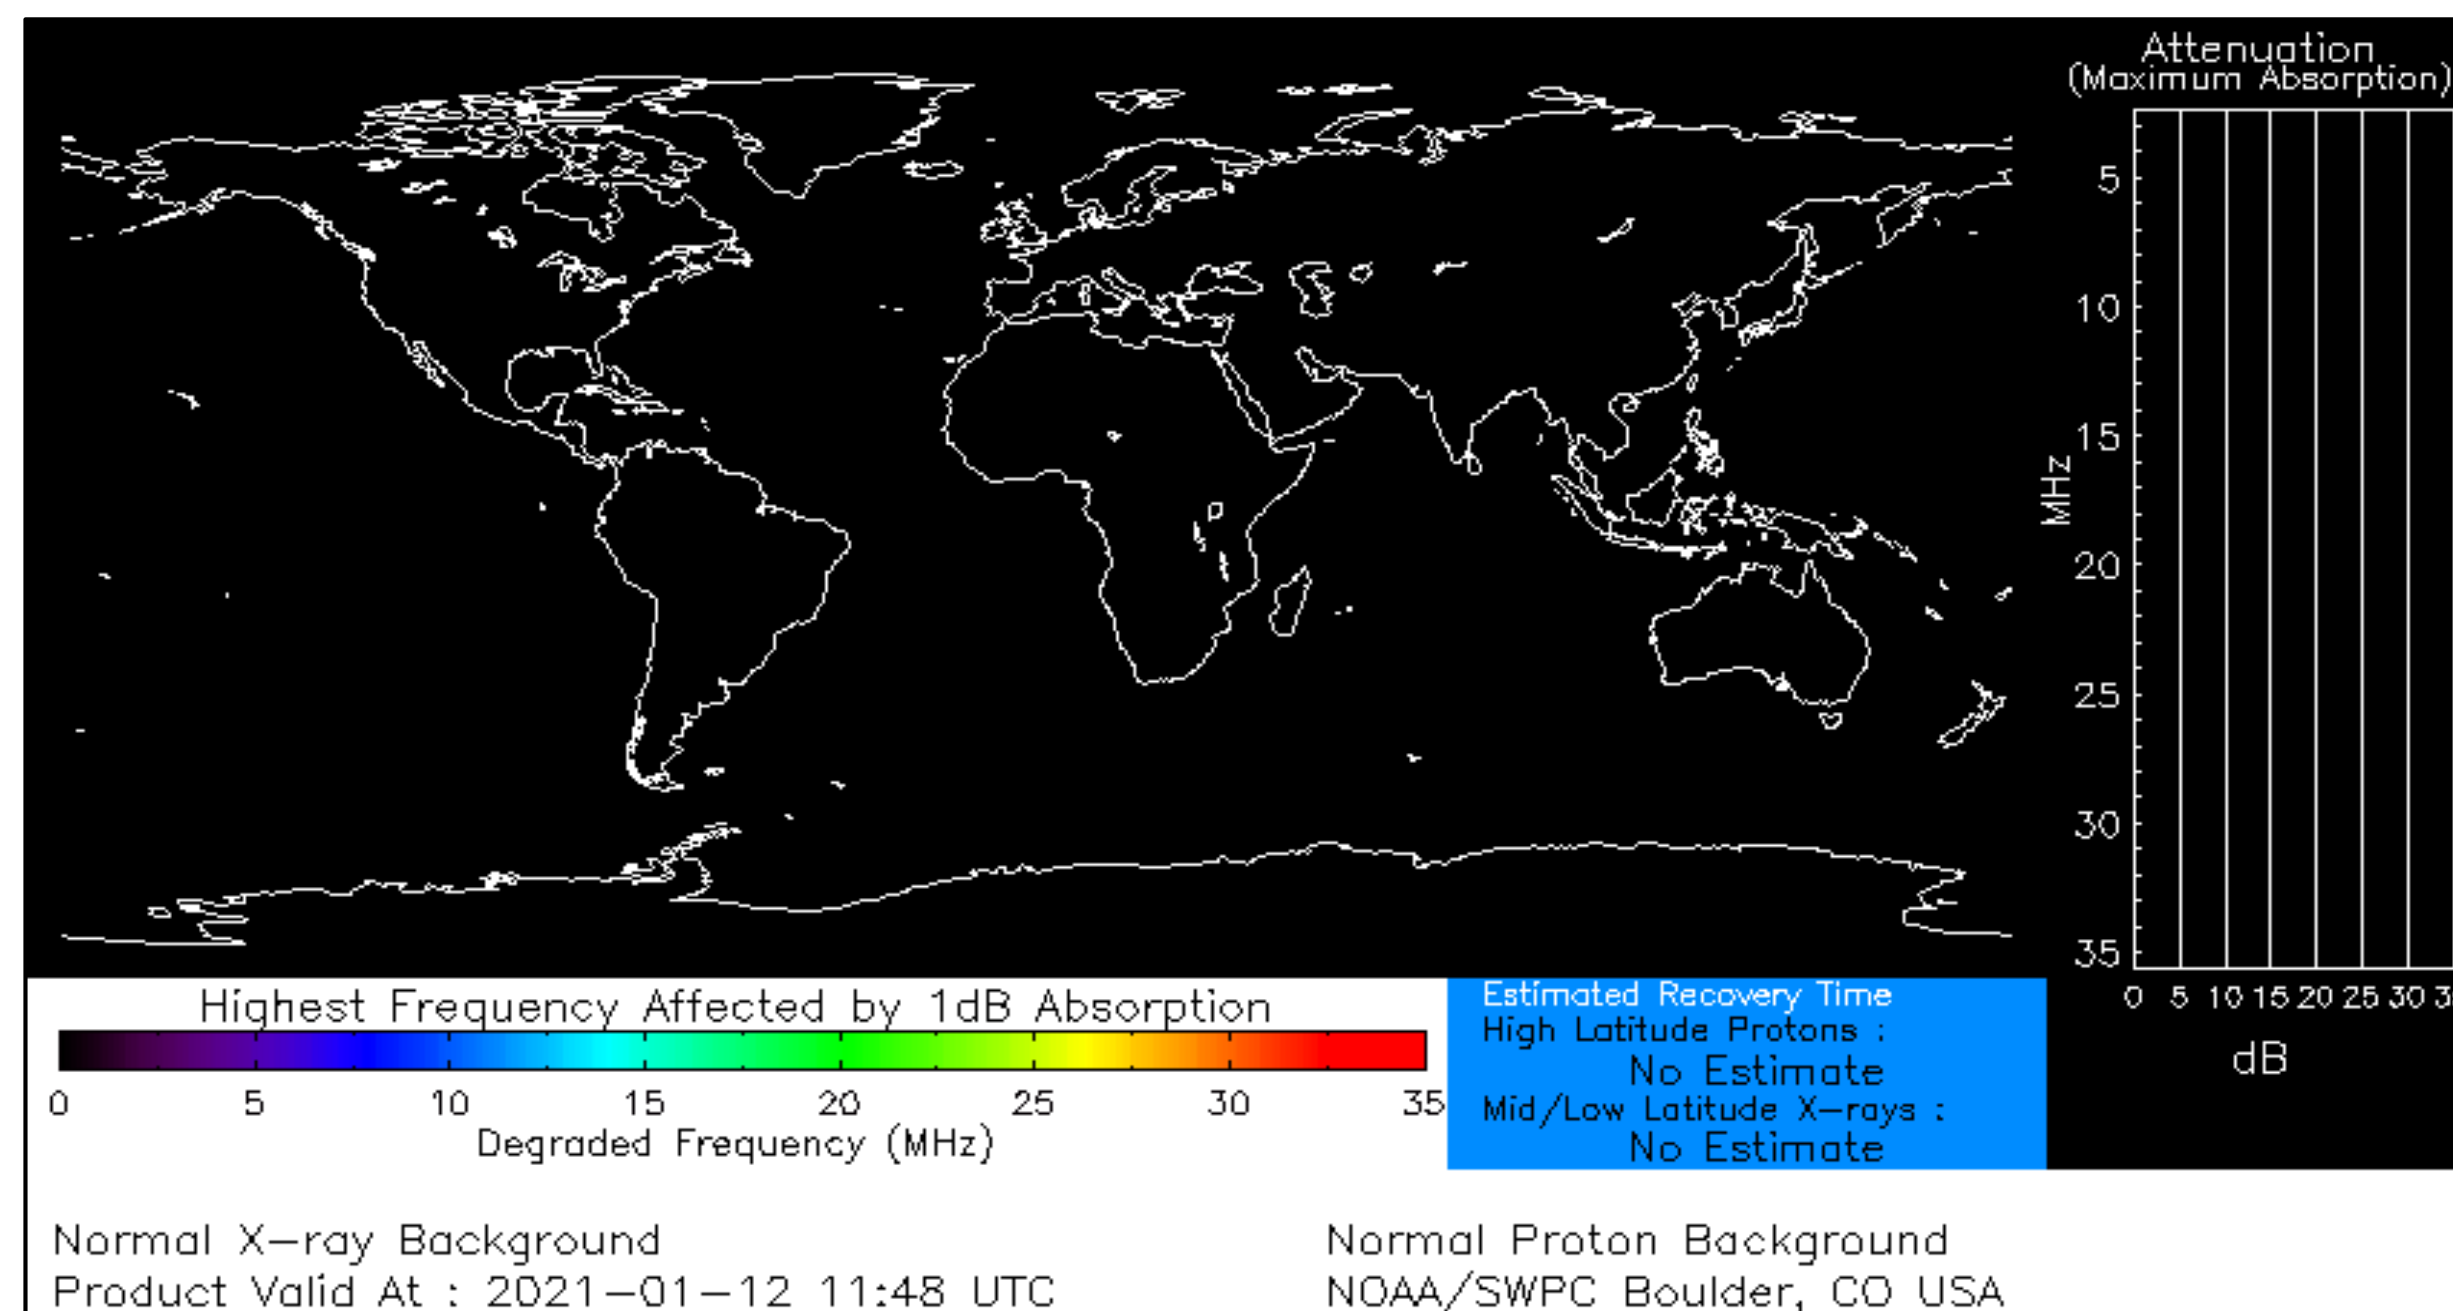 Attenuation
(Maximum Absorption)
5
10
15
20
25
30
35
MHz
0 5 10 15 20 25 30
dB
Highest Frequency Affected by 1dB Absorption
0 5 10 15 20 25 30 35
Degraded Frequency (MHz)
Estimated Recovery Time
High Latitude Protons :
No Estimate
Mid/Low Latitude X-rays :
No Estimate
Normal X-ray Background
Normal Proton Background
Product Valid At : 2021-01-12 11:48 UTC
NOAA/SWPC Boulder, CO USA